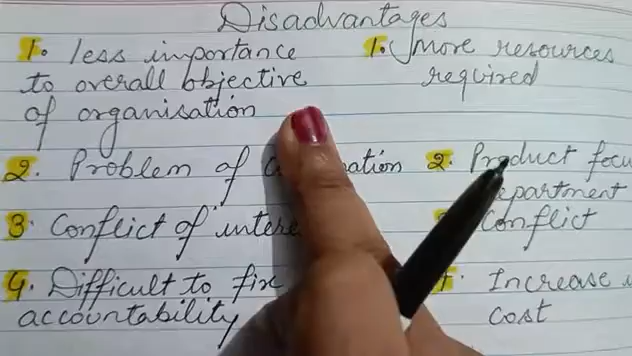 Disadvantages
1. less importance
to overall objective
of organisation
2. Problem of
3. Conflict of
4. Difficult to fix
accountability
1. More resources
required
2. Product
epartment
Conflict
Increase
cost